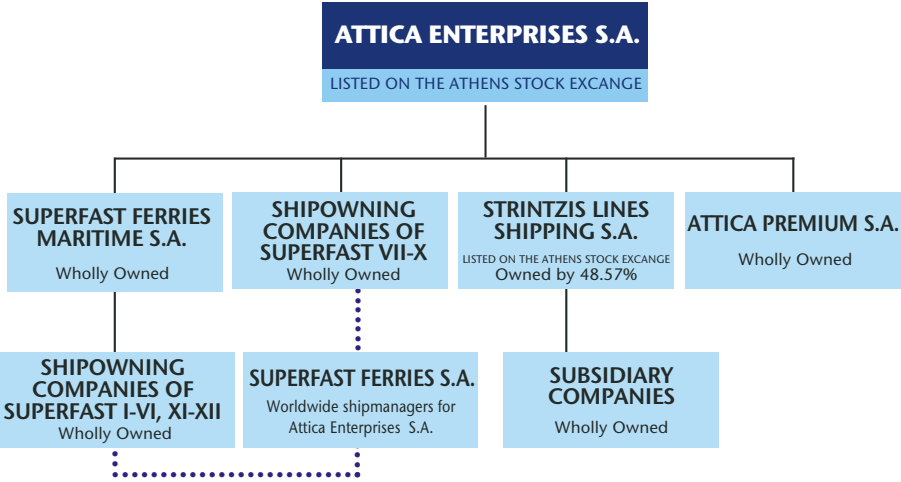 ATTICA ENTERPRISES S.A.
LISTED ON THE ATHENS STOCK EXCANGE
SUPERFAST FERRIES
MARITIME S.A.
Wholly Owned
SHIPOWNING
COMPANIES OF
SUPERFAST VII-X
Wholly Owned
STRINTZIS LINES
SHIPPING S.A.
LISTED ON THE ATHENS STOCK EXCANGE
Owned by 48.57%
ATTICA PREMIUM S.A.
Wholly Owned
SHIPOWNING
COMPANIES OF
SUPERFAST I-VI, XI-XII
Wholly Owned
SUPERFAST FERRIES S.A.
Worldwide shipmanagers for
Attica Enterprises S.A.
SUBSIDIARY
COMPANIES
Wholly Owned